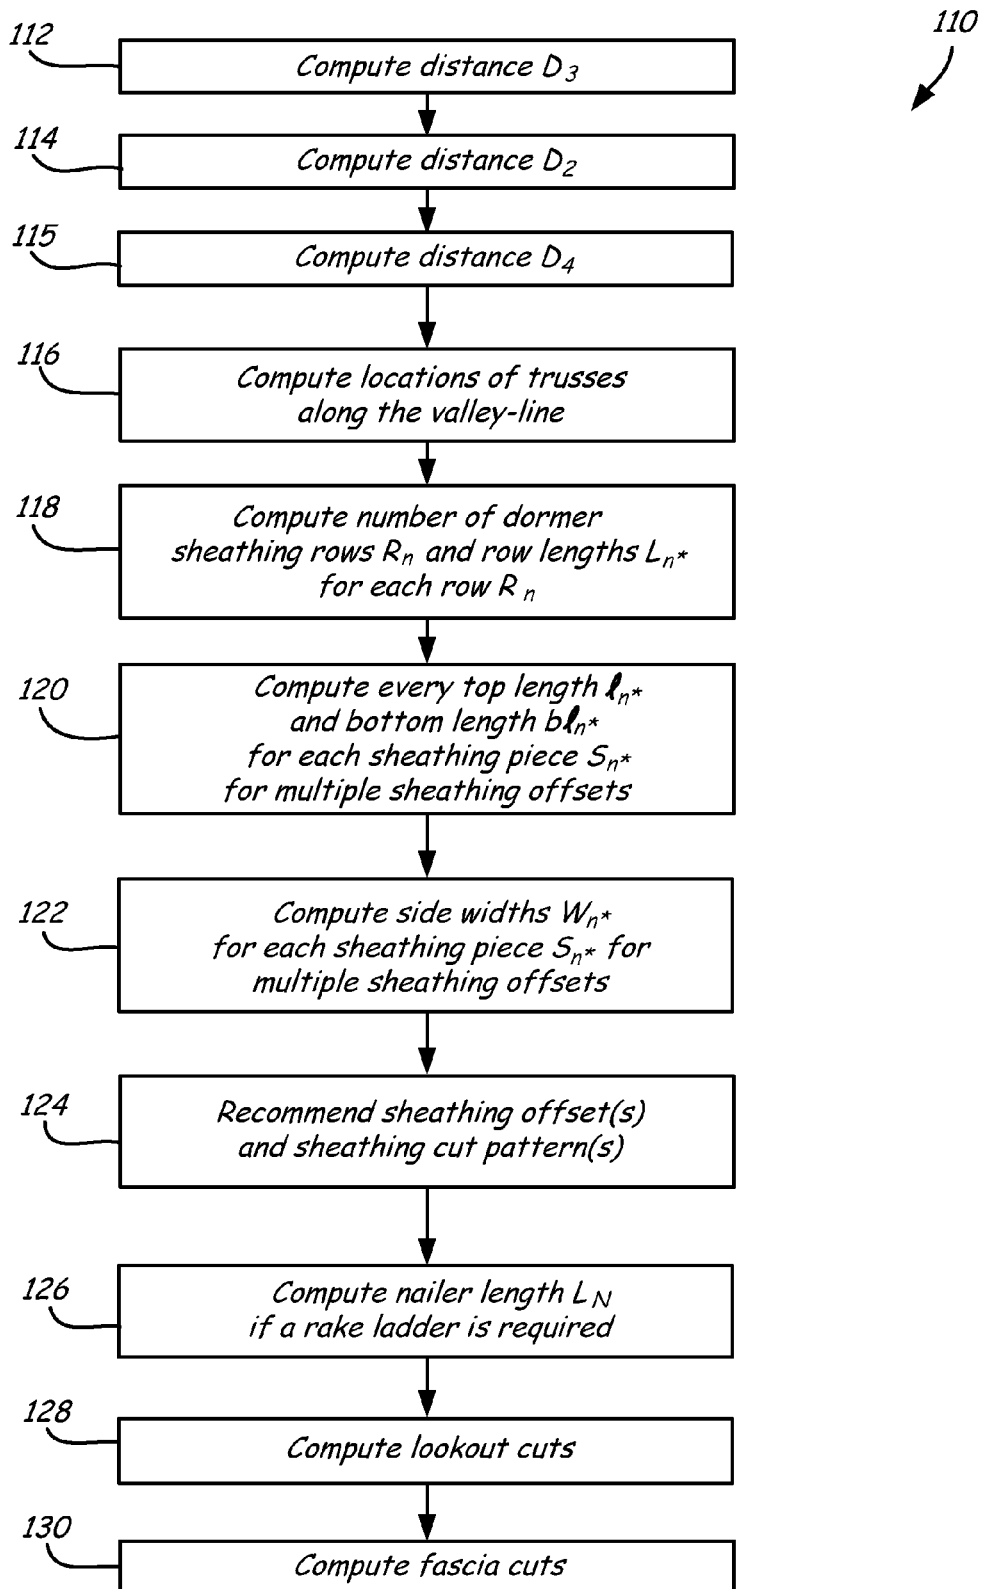 110
112
Compute distance D3
114
Compute distance D2
115
Compute distance D4
116
Compute locations of trusses
along the valley-line
118
Compute number of dormer
sheathing rows Rn and row lengths Ln*
for each row Rn
120
Compute every top length ℓn*
and bottom length bℓn*
for each sheathing piece Sn*
for multiple sheathing offsets
122
Compute side widths Wn*
for each sheathing piece Sn* for
multiple sheathing offsets
124
Recommend sheathing offset(s)
and sheathing cut pattern(s)
126
Compute nailer length LN
if a rake ladder is required
128
Compute lookout cuts
130
Compute fascia cuts